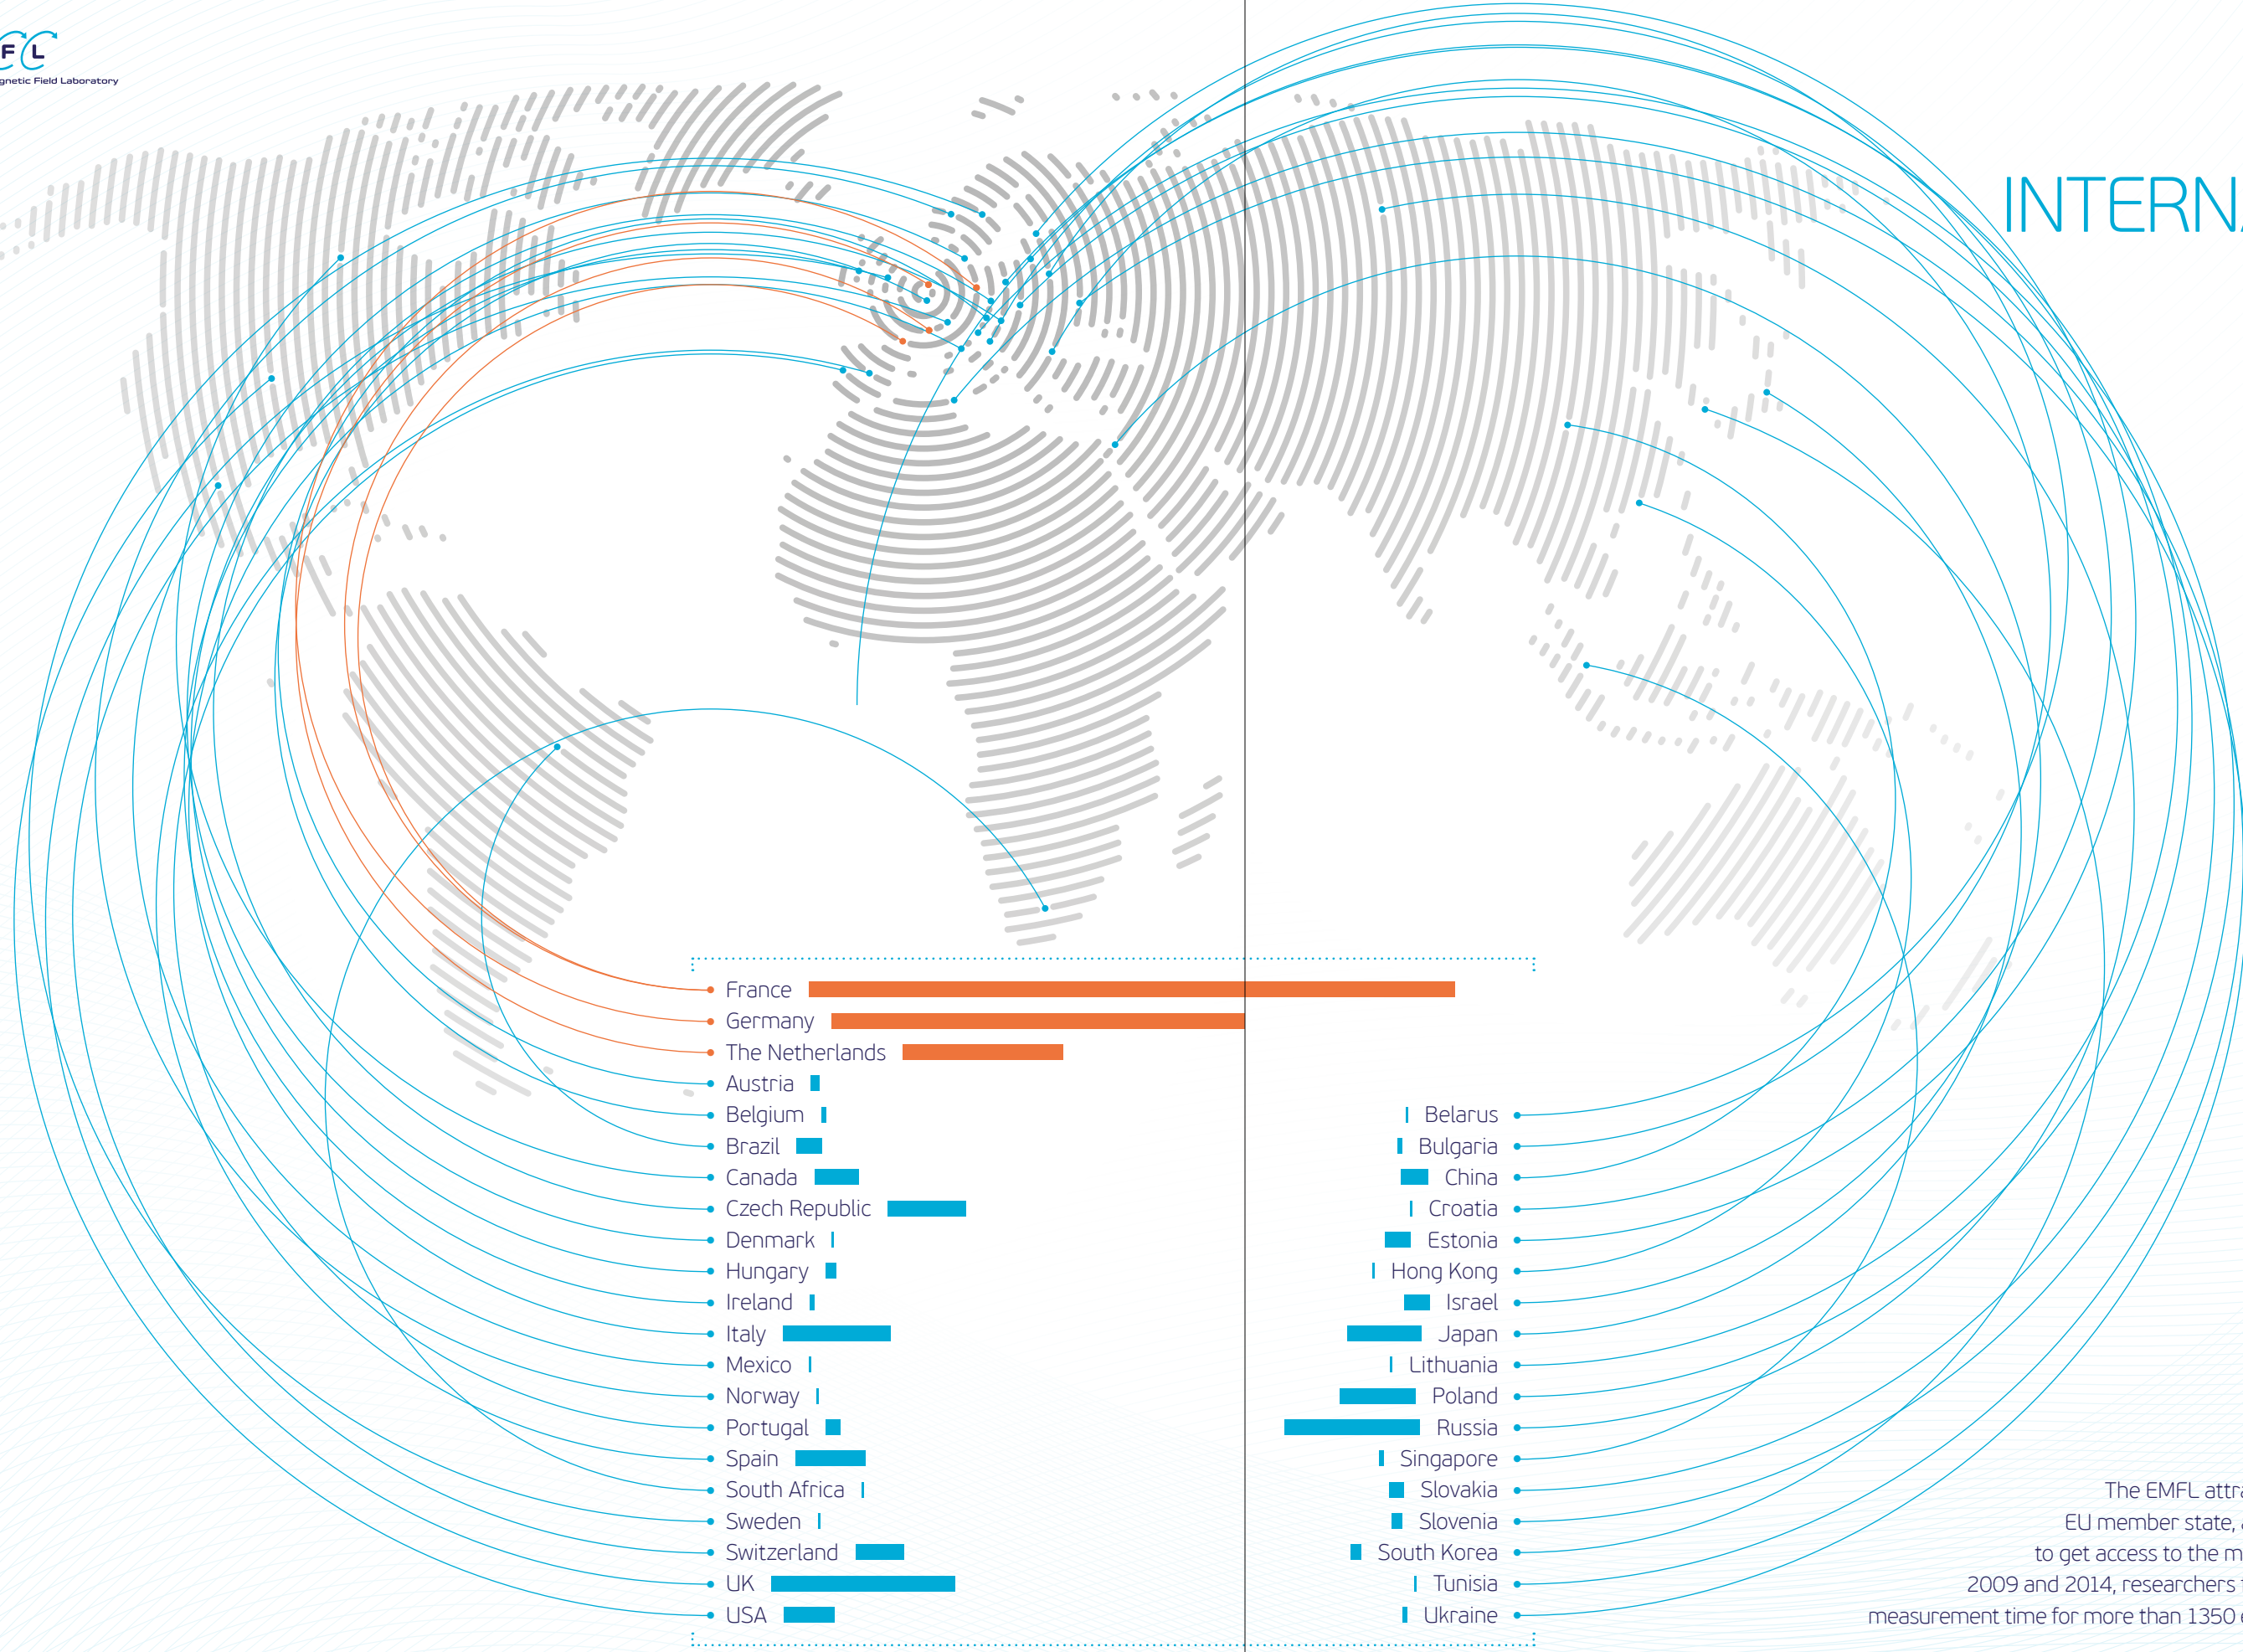 F L
gnetic Field Laboratory
INTERNA
France
Germany
The Netherlands
Austria
Belgium
Brazil
Canada
Czech Republic
Denmark
Hungary
Ireland
Italy
Mexico
Norway
Portugal
Spain
South Africa
Sweden
Switzerland
UK
USA
Belarus
Bulgaria
China
Croatia
Estonia
Hong Kong
Israel
Japan
Lithuania
Poland
Russia
Singapore
Slovakia
Slovenia
South Korea
Tunisia
Ukraine
The EMFL attra
EU member state, a
to get access to the m
2009 and 2014, researchers
measurement time for more than 1350 e